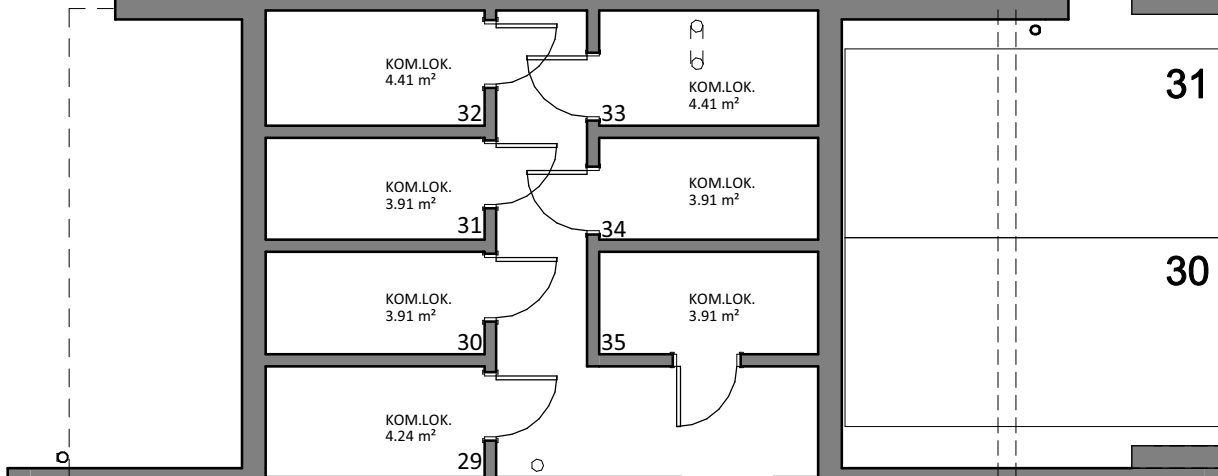 KOM.LOK.
4.41 m²
32
KOM.LOK.
4.41 m²
33
31
KOM.LOK.
3.91 m²
31
KOM.LOK.
3.91 m²
34
30
KOM.LOK.
3.91 m²
30
KOM.LOK.
3.91 m²
35
KOM.LOK.
4.24 m²
29